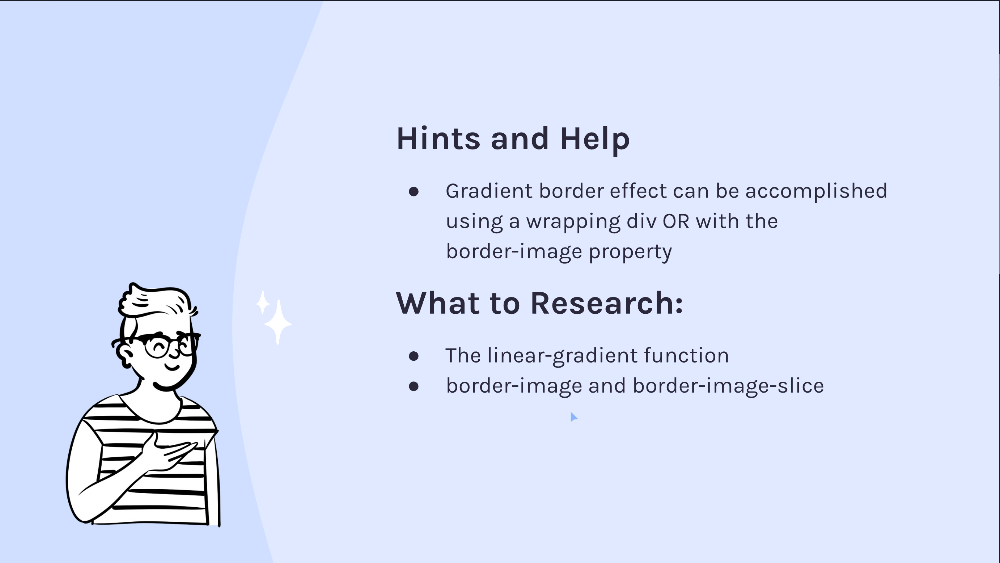 Hints and Help
● Gradient border effect can be accomplished
using a wrapping div OR with the
border-image property
What to Research:
● The linear-gradient function
● border-image and border-image-slice